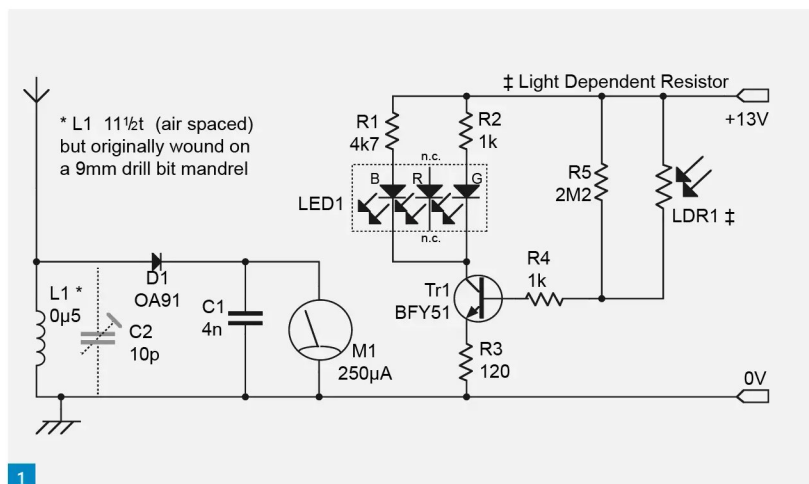 ‡ Light Dependent Resistor
+13V
* L1 11½t (air spaced)
but originally wound on
a 9mm drill bit mandrel
R1
4k7
R2
1k
n.c.
B
R
G
LED1
n.c.
R5
2M2
LDR1 ‡
R4
1k
Tr1
BFY51
L1 *
0µ5
D1
OA91
C1
4n
C2
10p
M1
250µA
R3
120
0V
1